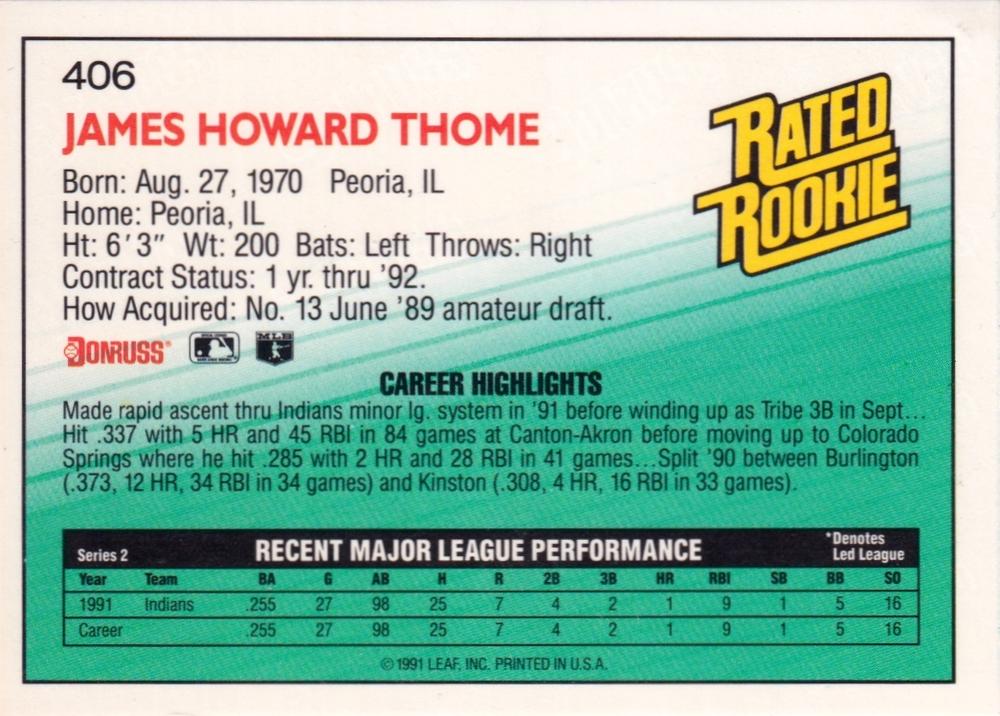 406
JAMES HOWARD THOME
RATED
ROOKIE
Born: Aug. 27, 1970 Peoria, IL
Home: Peoria, IL
Ht: 6'3" Wt: 200 Bats: Left Throws: Right
Contract Status: 1 yr. thru '92.
How Acquired: No. 13 June '89 amateur draft.
DONRUSS® MLB
CAREER HIGHLIGHTS
Made rapid ascent thru Indians minor lg. system in '91 before winding up as Tribe 3B in Sept...
Hit .337 with 5 HR and 45 RBI in 84 games at Canton-Akron before moving up to Colorado
Springs where he hit .285 with 2 HR and 28 RBI in 41 games...Split '90 between Burlington
(.373, 12 HR, 34 RBI in 34 games) and Kinston (.308, 4 HR, 16 RBI in 33 games).
Series 2 RECENT MAJOR LEAGUE PERFORMANCE *Denotes
Led League
Year Team BA G AB H R 2B 3B HR RBI SB BB SO
1991 Indians .255 27 98 25 7 4 2 1 9 1 5 16
Career .255 27 98 25 7 4 2 1 9 1 5 16
©1991 LEAF, INC. PRINTED IN U.S.A.